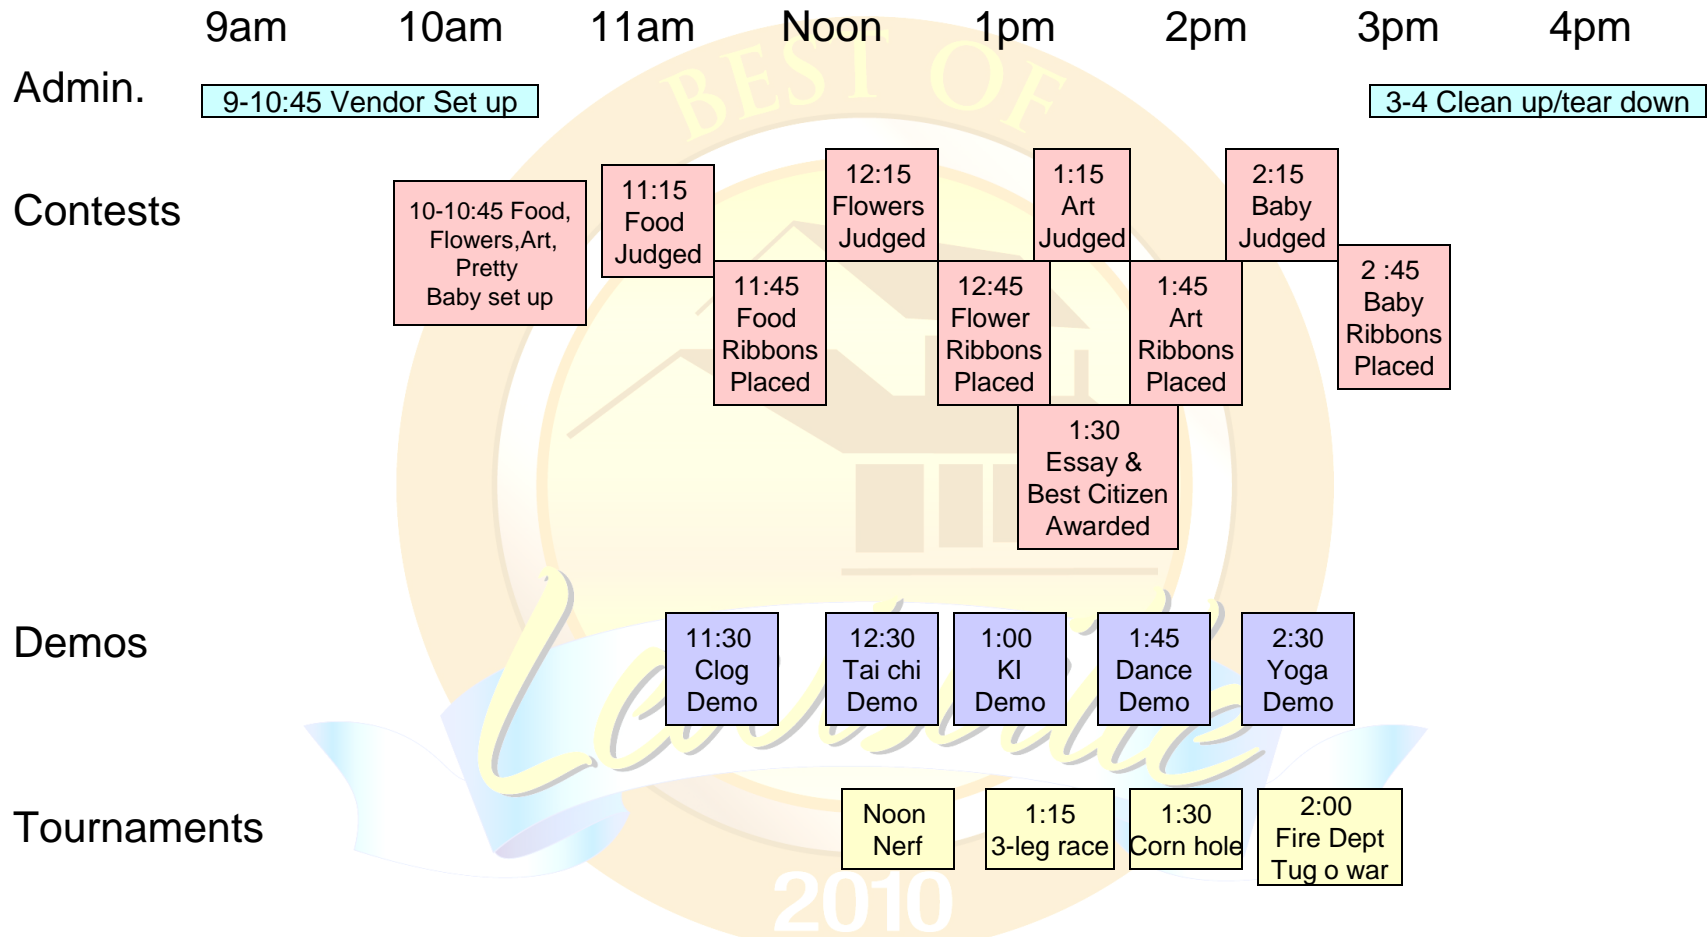 9am 10am 11am Noon 1pm 2pm 3pm 4pm
Admin.
9-10:45 Vendor Set up
3-4 Clean up/tear down
Contests
10-10:45 Food,
Flowers,Art,
Pretty
Baby set up
11:15
Food
Judged
11:45
Food
Ribbons
Placed
12:15
Flowers
Judged
12:45
Flower
Ribbons
Placed
1:15
Art
Judged
1:45
Art
Ribbons
Placed
1:30
Essay &
Best Citizen
Awarded
2:15
Baby
Judged
2 :45
Baby
Ribbons
Placed
Demos
11:30
Clog
Demo
12:30
Tai chi
Demo
1:00
KI
Demo
1:45
Dance
Demo
2:30
Yoga
Demo
Tournaments
Noon
Nerf
1:15
3-leg race
1:30
Corn hole
2:00
Fire Dept
Tug o war
BEST OF
2010